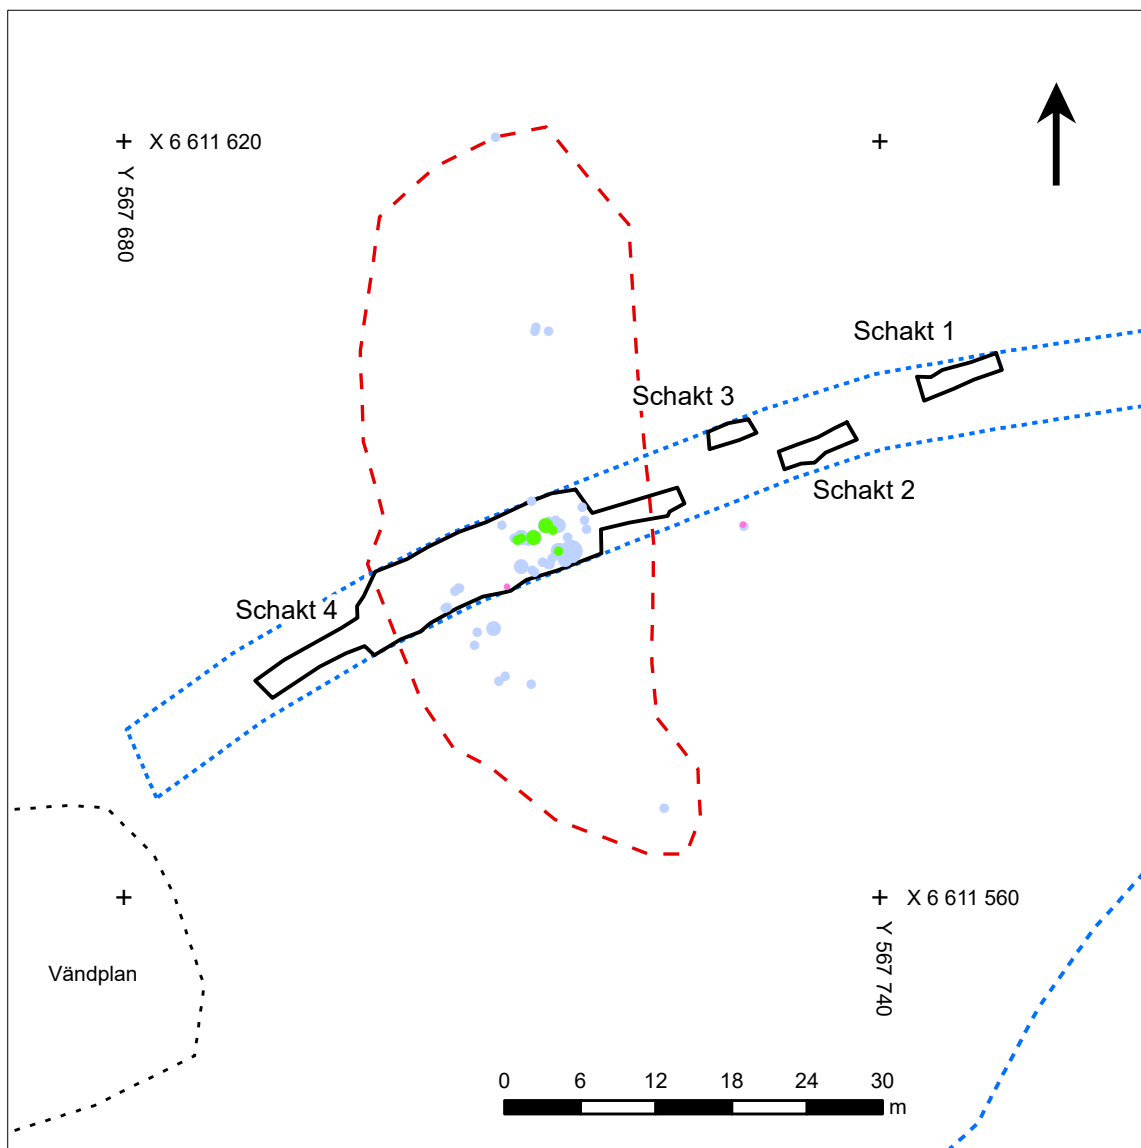 X 6 611 620
Y 567 680
Schakt 1
Schakt 3
Schakt 2
Schakt 4
X 6 611 560
Y 567 740
Vändplan
0 6 12 18 24 30
m